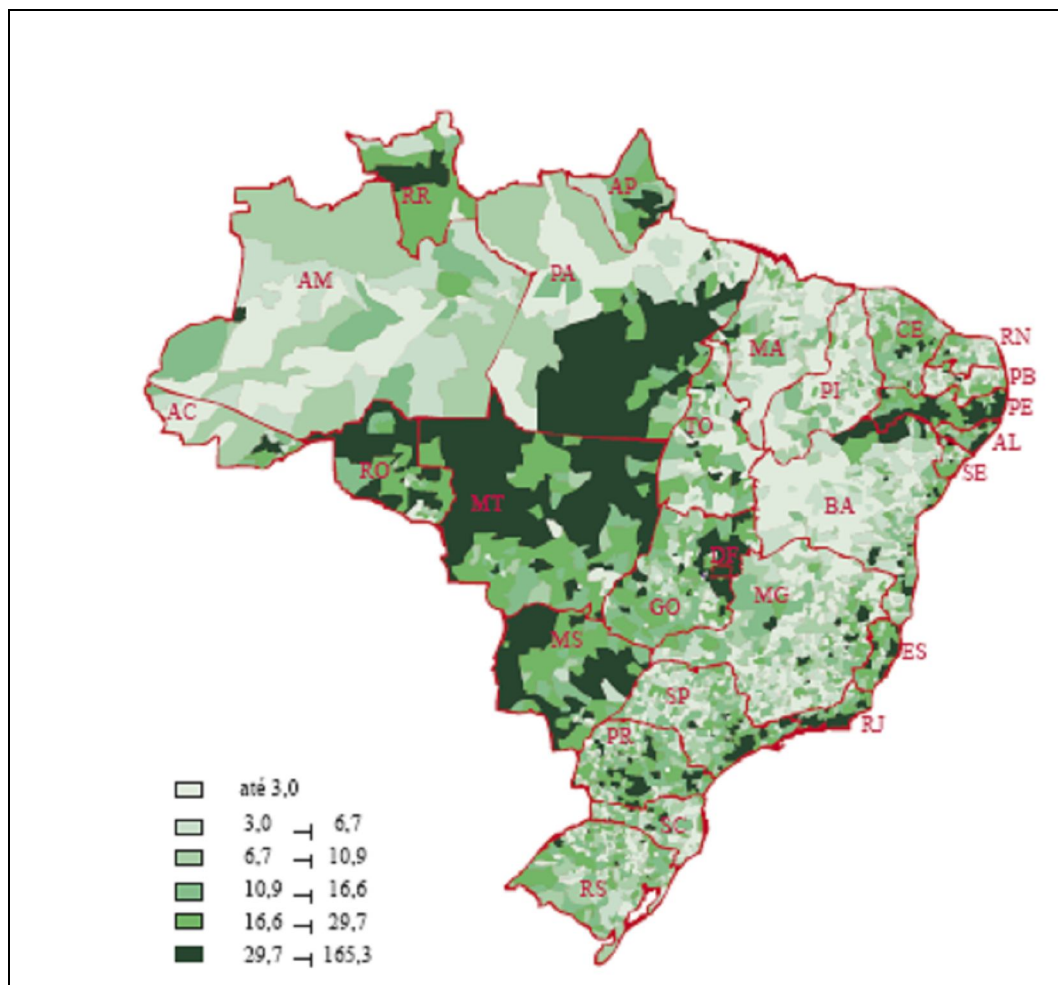 RR
AP
AM
PA
MA
CE
RN
PB
PE
AL
SE
PI
AC
TO
RO
MT
BA
DF
GO
MG
MS
ES
SP
RJ
PR
SC
RS
até 3,0
3,0 ⊣ 6,7
6,7 ⊣ 10,9
10,9 ⊣ 16,6
16,6 ⊣ 29,7
29,7 ⊣ 165,3